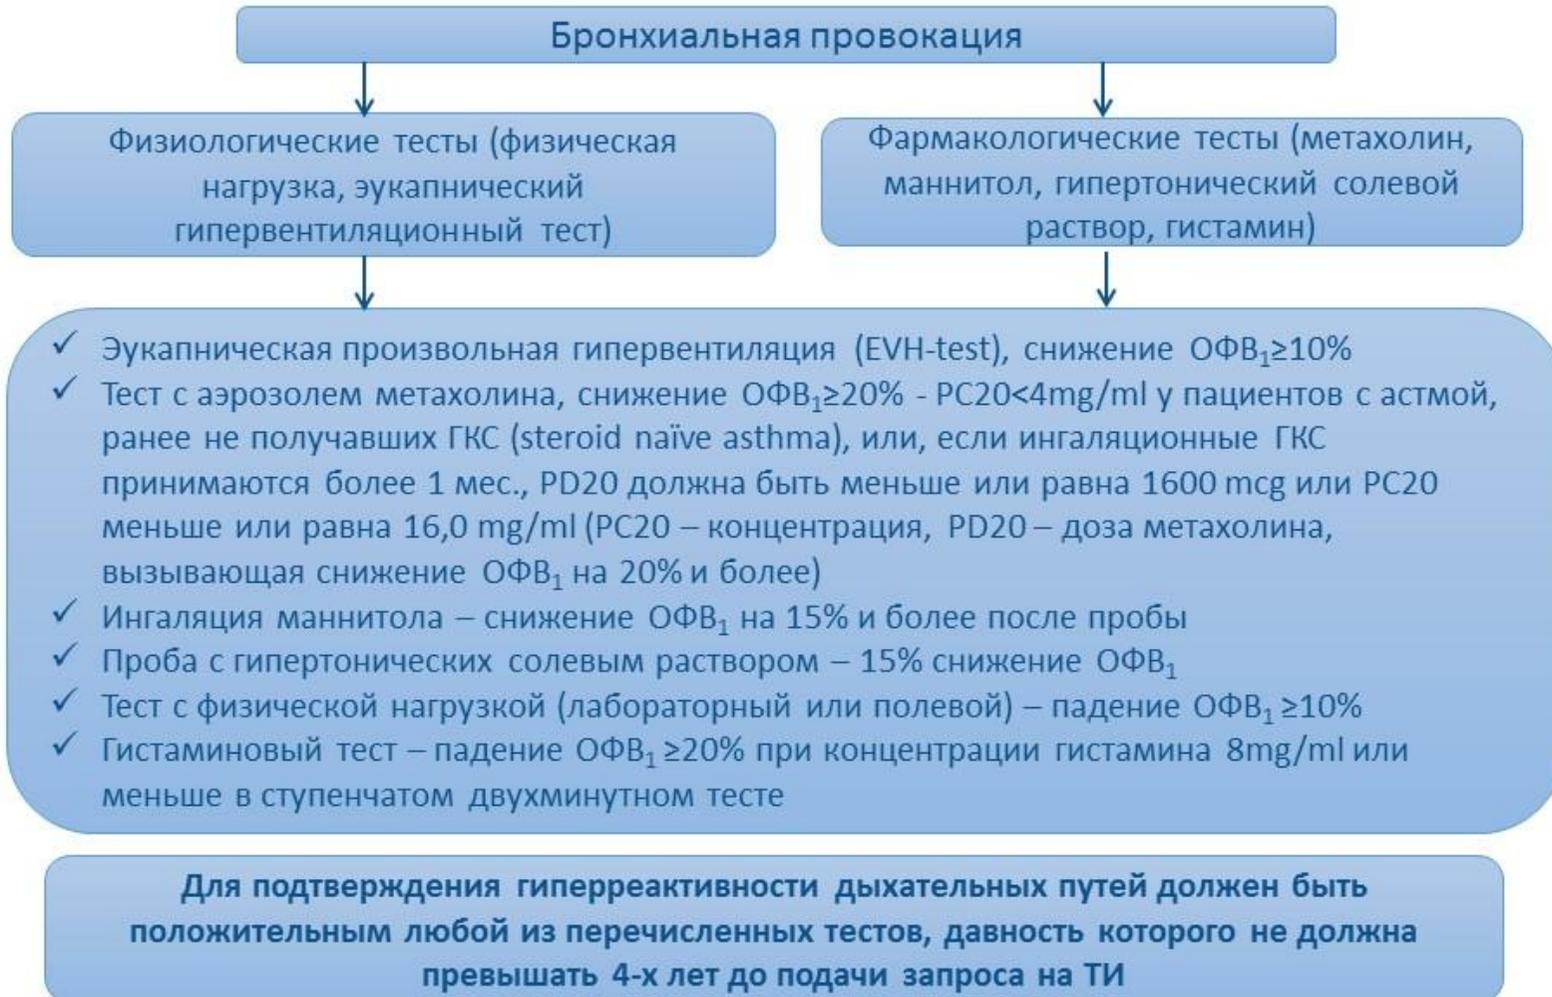 Бронхиальная провокация
Физиологические тесты (физическая
нагрузка, эукапнический
гипервентиляционный тест)
Фармакологические тесты (метахолин,
маннитол, гипертонический солевой
раствор, гистамин)
✓ Эукапническая произвольная гипервентиляция (EVH-test), снижение ОФВ₁≥10%
✓ Тест с аэрозолем метахолина, снижение ОФВ₁≥20% - PC20<4mg/ml у пациентов с астмой,
ранее не получавших ГКС (steroid naïve asthma), или, если ингаляционные ГКС
принимаются более 1 мес., PD20 должна быть меньше или равна 1600 mcg или PC20
меньше или равна 16,0 mg/ml (PC20 – концентрация, PD20 – доза метахолина,
вызывающая снижение ОФВ₁ на 20% и более)
✓ Ингаляция маннитола – снижение ОФВ₁ на 15% и более после пробы
✓ Проба с гипертонических солевым раствором – 15% снижение ОФВ₁
✓ Тест с физической нагрузкой (лабораторный или полевой) – падение ОФВ₁ ≥10%
✓ Гистаминовый тест – падение ОФВ₁ ≥20% при концентрации гистамина 8mg/ml или
меньше в ступенчатом двухминутном тесте
Для подтверждения гиперреактивности дыхательных путей должен быть
положительным любой из перечисленных тестов, давность которого не должна
превышать 4-х лет до подачи запроса на ТИ